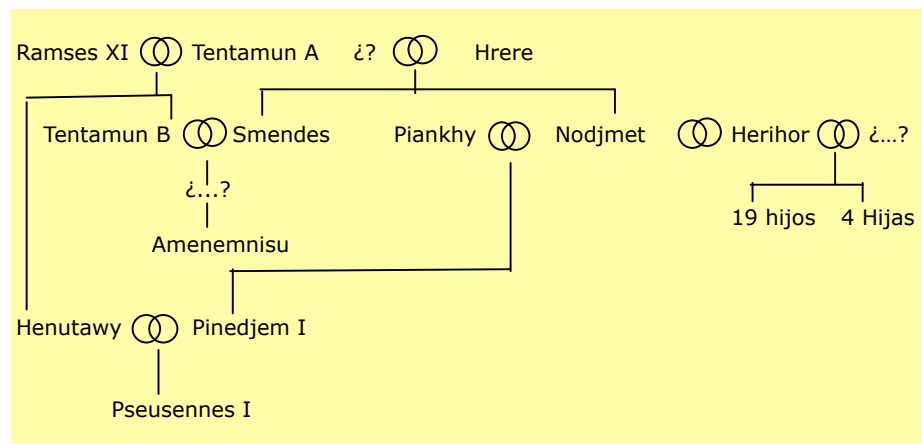 Ramses XI Tentamun A ¿? Hrere
Tentamun B Smendes Piankhy Nodjmet Herihor ¿...?
¿...?
19 hijos 4 Hijas
Amenemnisu
Henutawy Pinedjem I
Pseusennes I